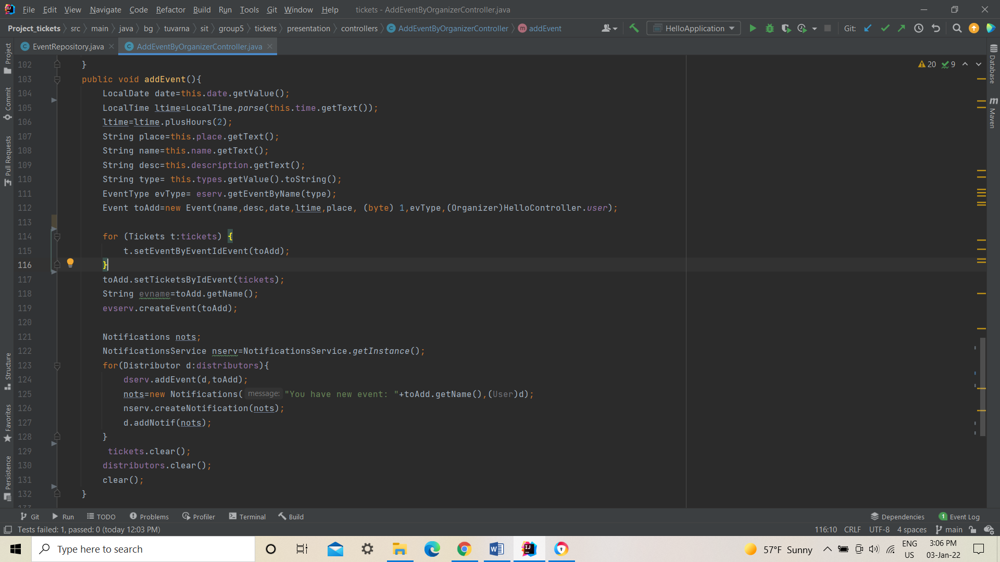 File Edit View Navigate Code Refactor Build Run Tools Git Window Help tickets - AddEventByOrganizerController.java
Project_tickets src main java bg tuvarna sit group5 tickets presentation controllers AddEventByOrganizerController addEvent HelloApplication Git:
EventRepository.java AddEventByOrganizerController.java
Project
Commit
Pull Requests
Structure
Favorites
Persistence
20 9
102 }
103 public void addEvent(){
104 LocalDate date=this.date.getValue();
105 LocalTime ltime=LocalTime.parse(this.time.getText());
106 ltime=ltime.plusHours(2);
107 String place=this.place.getText();
108 String name=this.name.getText();
109 String desc=this.description.getText();
110 String type= this.types.getValue().toString();
111 EventType evType= eserv.getEventByName(type);
112 Event toAdd=new Event(name,desc,date,ltime,place, (byte) 1,evType,(Organizer)HelloController.user);
113
114 for (Tickets t:tickets) {
115 t.setEventByEventIdEvent(toAdd);
116 }
117 toAdd.setTicketsByIdEvent(tickets);
118 String evname=toAdd.getName();
119 evserv.createEvent(toAdd);
120
121 Notifications nots;
122 NotificationsService nserv=NotificationsService.getInstance();
123 for(Distributor d:distributors){
124 dserv.addEvent(d,toAdd);
125 nots=new Notifications( message: "You have new event: "+toAdd.getName(),(User)d);
126 nserv.createNotification(nots);
127 d.addNotif(nots);
128 }
129 tickets.clear();
130 distributors.clear();
131 clear();
132 }
133
Database
Maven
Git Run TODO Problems Profiler Terminal Build Dependencies 1 Event Log
Tests failed: 1, passed: 0 (today 12:03 PM) 116:10 CRLF UTF-8 4 spaces main
Type here to search 57°F Sunny ENG US 3:06 PM 03-Jan-22